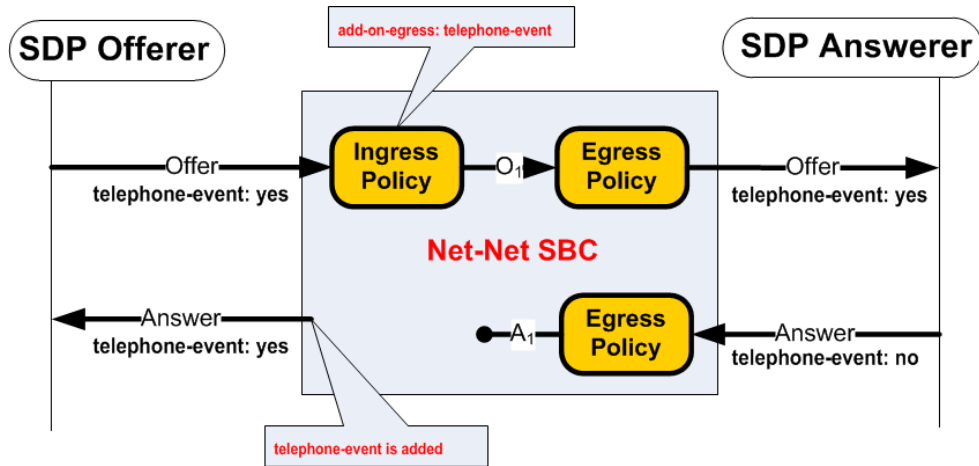 SDP Offerer
add-on-egress: telephone-event
SDP Answerer
Ingress
Policy
Egress
Policy
Offer
telephone-event: yes
O1
Offer
telephone-event: yes
Net-Net SBC
Answer
telephone-event: yes
A1
Egress
Policy
Answer
telephone-event: no
telephone-event is added